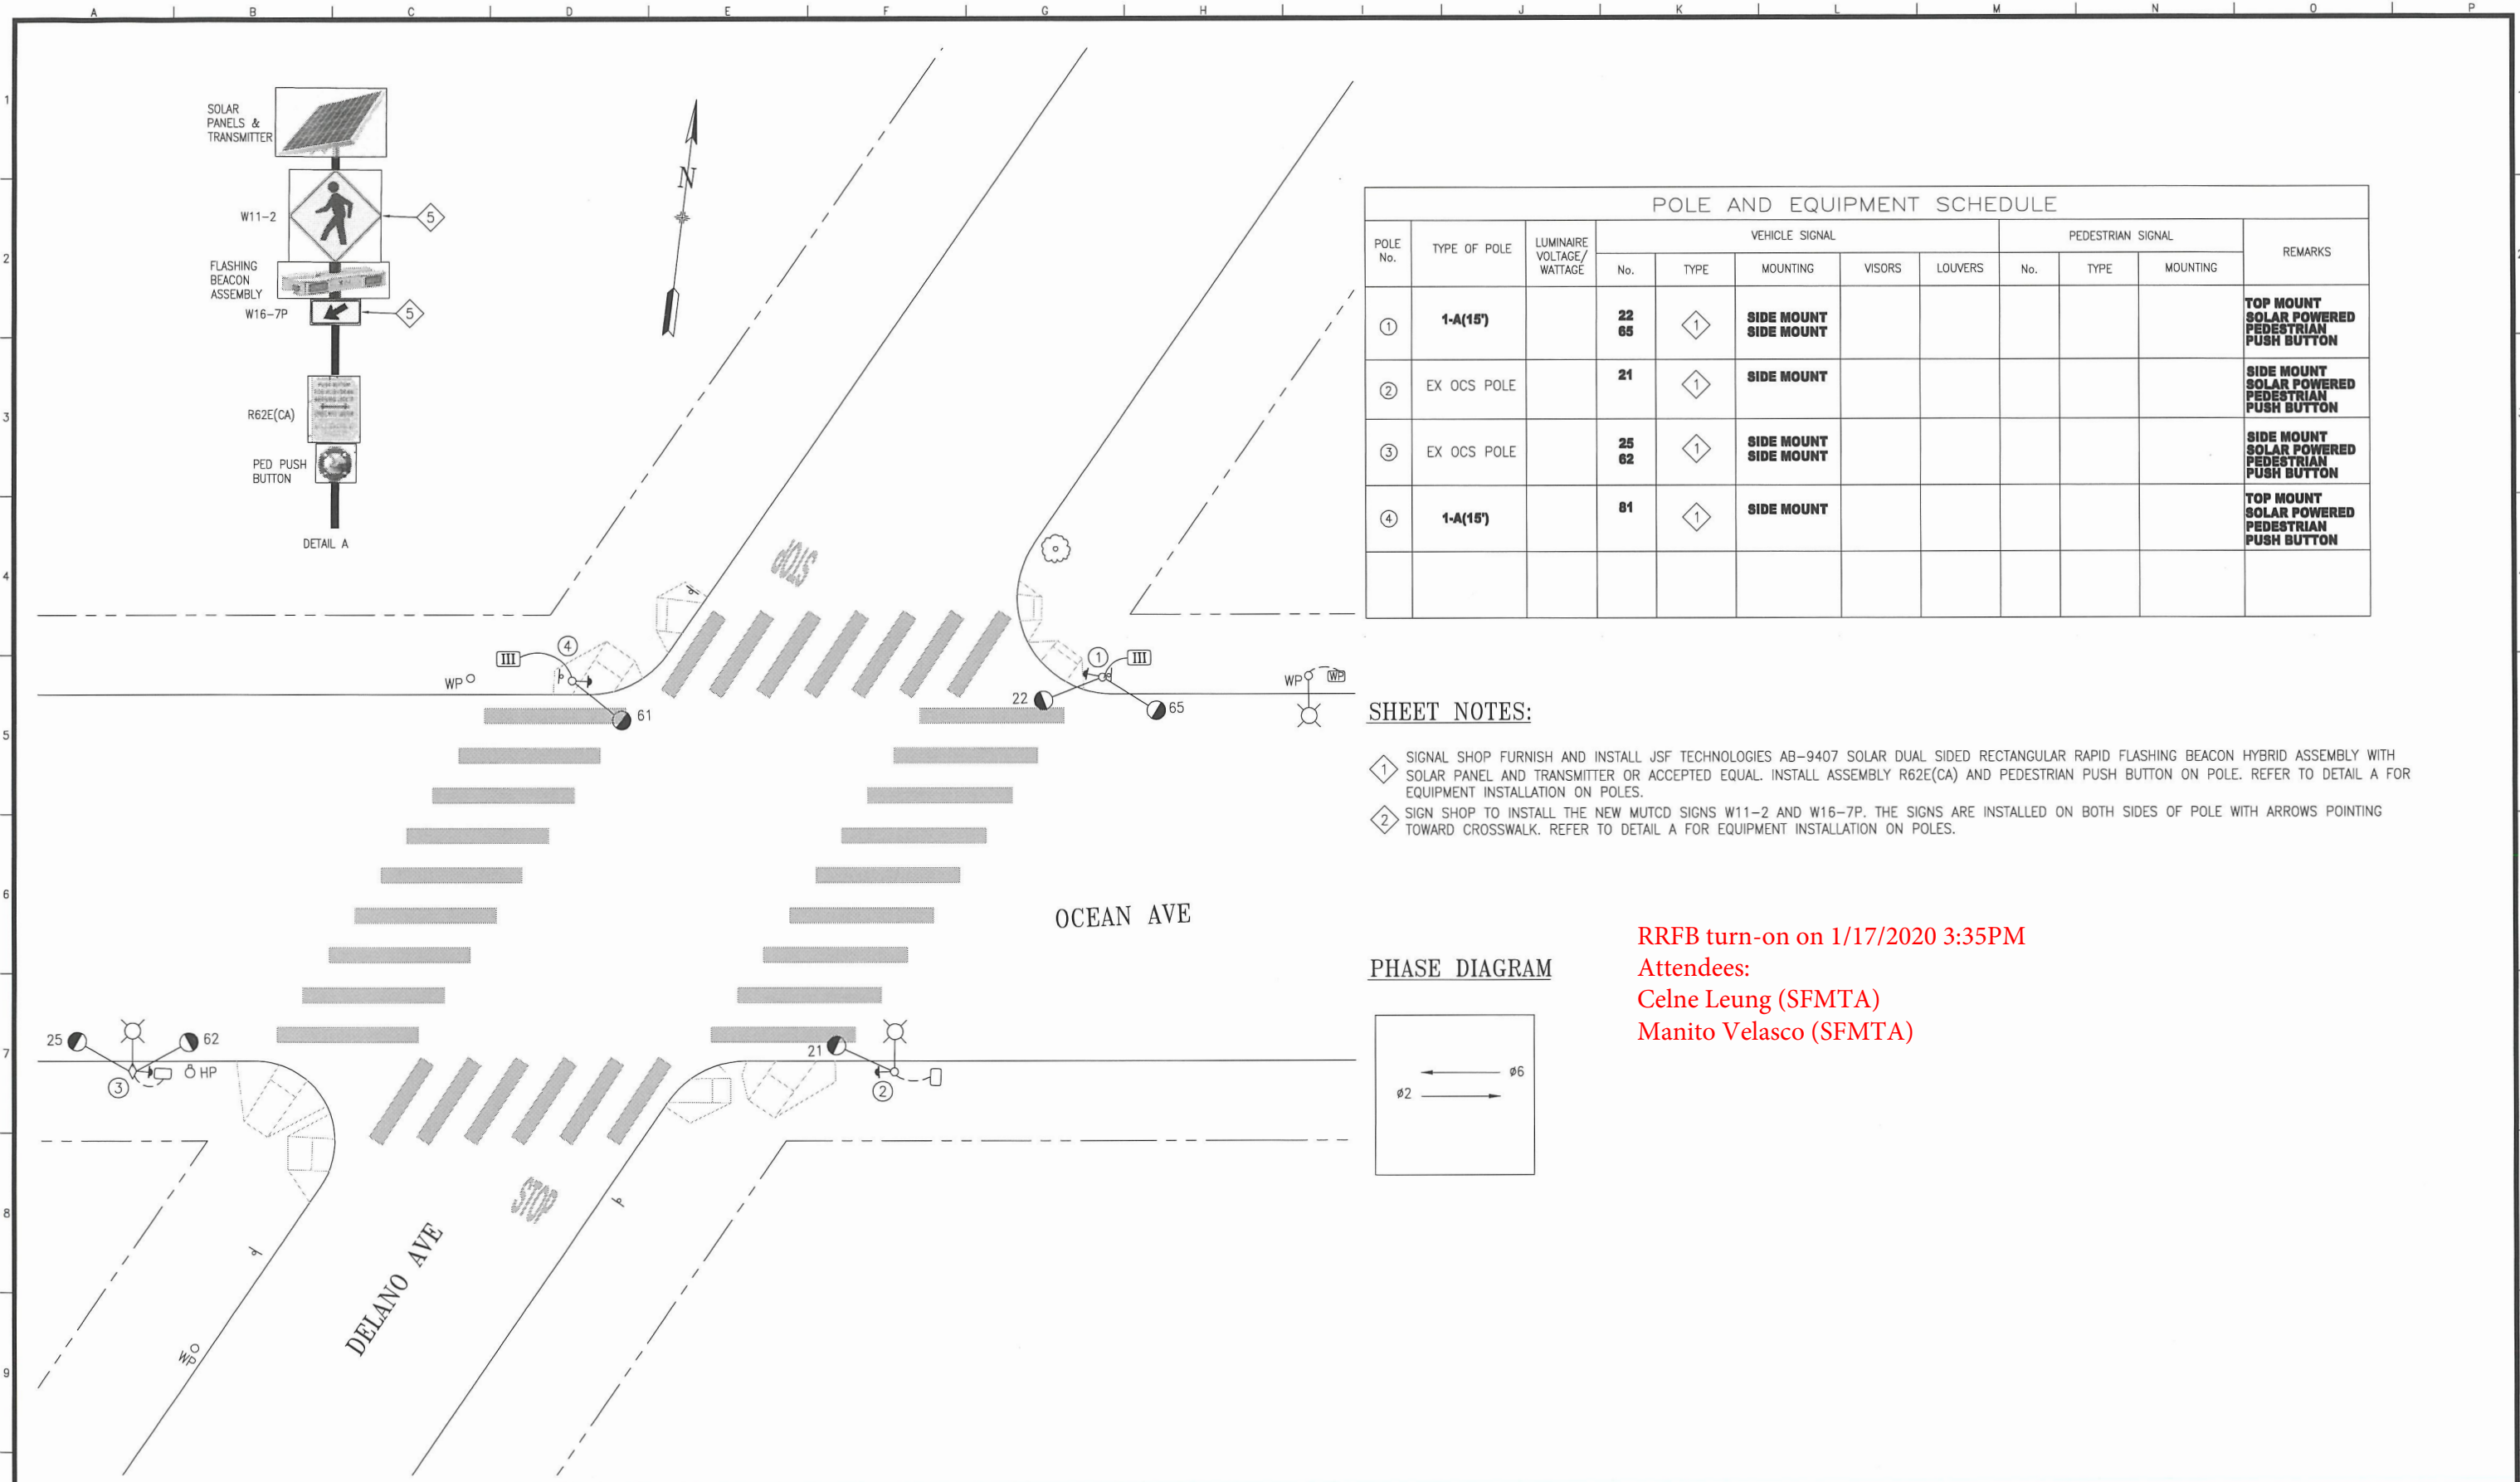 A B C D E F G H I J K L M N O P
1
2
3
4
5
6
7
8
9
SOLAR
PANELS &
TRANSMITTER
W11-2
5
FLASHING
BEACON
ASSEMBLY
W16-7P
5
R62E(CA)
PED PUSH
BUTTON
DETAIL A
N
POLE AND EQUIPMENT SCHEDULE
POLE No. TYPE OF POLE LUMINAIRE VOLTAGE/ WATTAGE VEHICLE SIGNAL PEDESTRIAN SIGNAL REMARKS
No. TYPE MOUNTING VISORS LOUVERS No. TYPE MOUNTING
1 1-A(15') 22 1 SIDE MOUNT TOP MOUNT
65 SIDE MOUNT SOLAR POWERED
PEDESTRIAN
PUSH BUTTON
2 EX OCS POLE 21 1 SIDE MOUNT SIDE MOUNT
SOLAR POWERED
PEDESTRIAN
PUSH BUTTON
3 EX OCS POLE 25 1 SIDE MOUNT SIDE MOUNT
62 SIDE MOUNT SOLAR POWERED
PEDESTRIAN
PUSH BUTTON
4 1-A(15') 81 1 SIDE MOUNT TOP MOUNT
SOLAR POWERED
PEDESTRIAN
PUSH BUTTON
STOP
4
III
WP
61
1
III
22
65
WP
WP
SHEET NOTES:
1 SIGNAL SHOP FURNISH AND INSTALL JSF TECHNOLOGIES AB-9407 SOLAR DUAL SIDED RECTANGULAR RAPID FLASHING BEACON HYBRID ASSEMBLY WITH
SOLAR PANEL AND TRANSMITTER OR ACCEPTED EQUAL. INSTALL ASSEMBLY R62E(CA) AND PEDESTRIAN PUSH BUTTON ON POLE. REFER TO DETAIL A FOR
EQUIPMENT INSTALLATION ON POLES.
2 SIGN SHOP TO INSTALL THE NEW MUTCD SIGNS W11-2 AND W16-7P. THE SIGNS ARE INSTALLED ON BOTH SIDES OF POLE WITH ARROWS POINTING
TOWARD CROSSWALK. REFER TO DETAIL A FOR EQUIPMENT INSTALLATION ON POLES.
OCEAN AVE
RRFB turn-on on 1/17/2020 3:35PM
Attendees:
Celne Leung (SFMTA)
Manito Velasco (SFMTA)
PHASE DIAGRAM
ø6
ø2
25
62
3
HP
21
2
STOP
DELANO AVE
WP